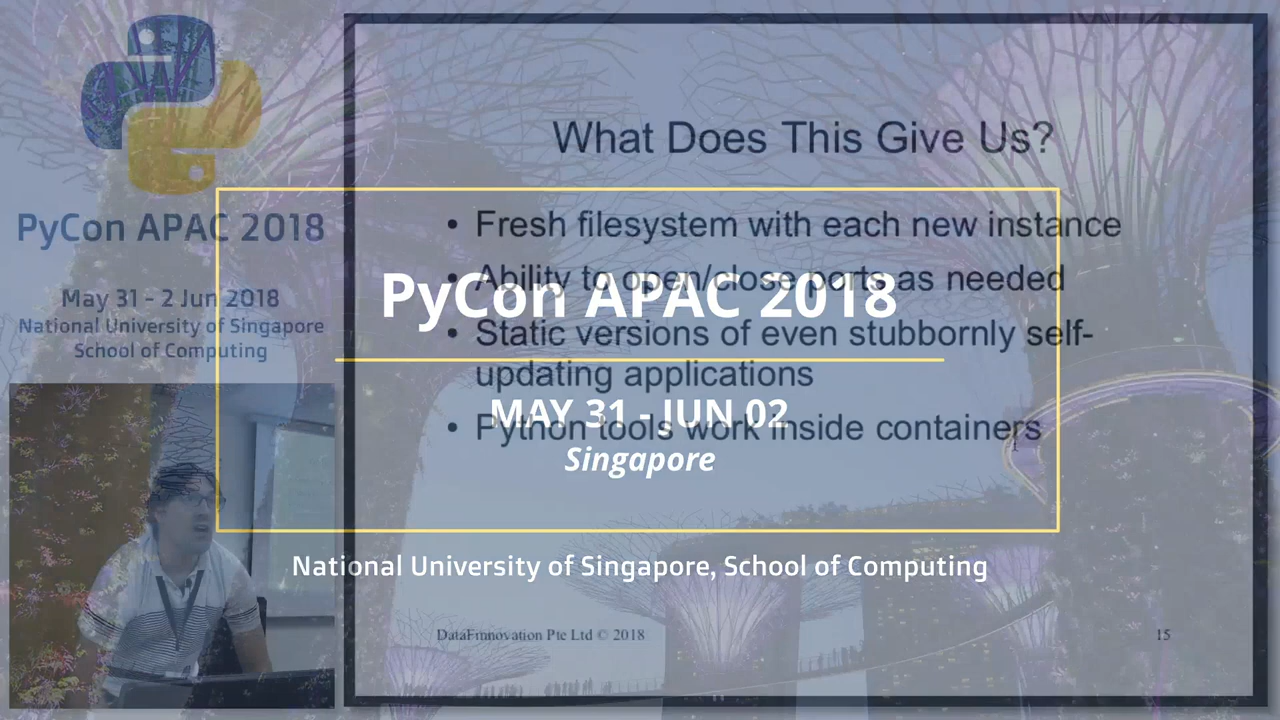 PyCon APAC 2018
May 31 - 2 Jun 2018
National University of Singapore
School of Computing
What Does This Give Us?
• Fresh filesystem with each new instance
• Ability to open/close ports as needed
• Static versions of even stubbornly self-
updating applications
• Python tools work inside containers
DataFinnovation Pte Ltd © 2018
15
PyCon APAC 2018
MAY 31 - JUN 02
Singapore
National University of Singapore, School of Computing